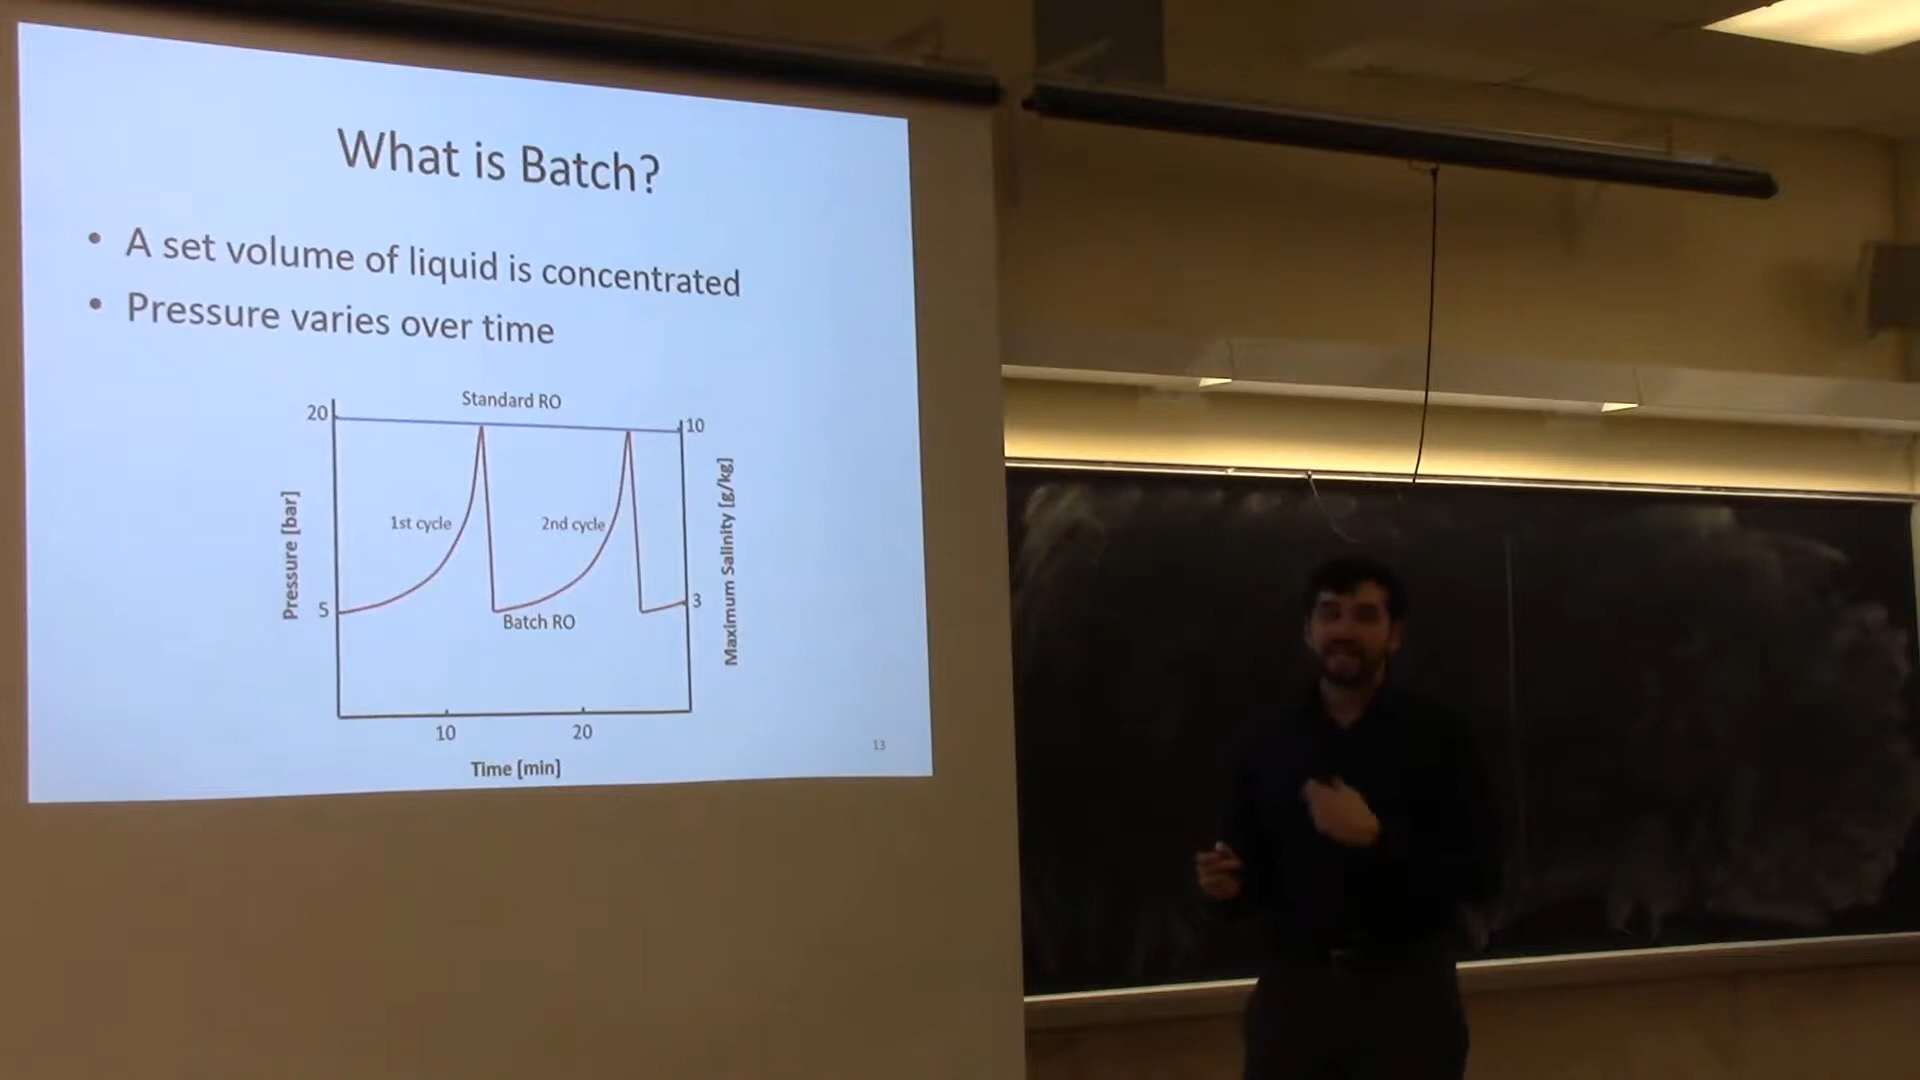 What is Batch?
• A set volume of liquid is concentrated
• Pressure varies over time
Standard RO
20
10
Pressure [bar]
Maximum Salinity [g/kg]
1st cycle
2nd cycle
5
3
Batch RO
10
20
Time [min]
13